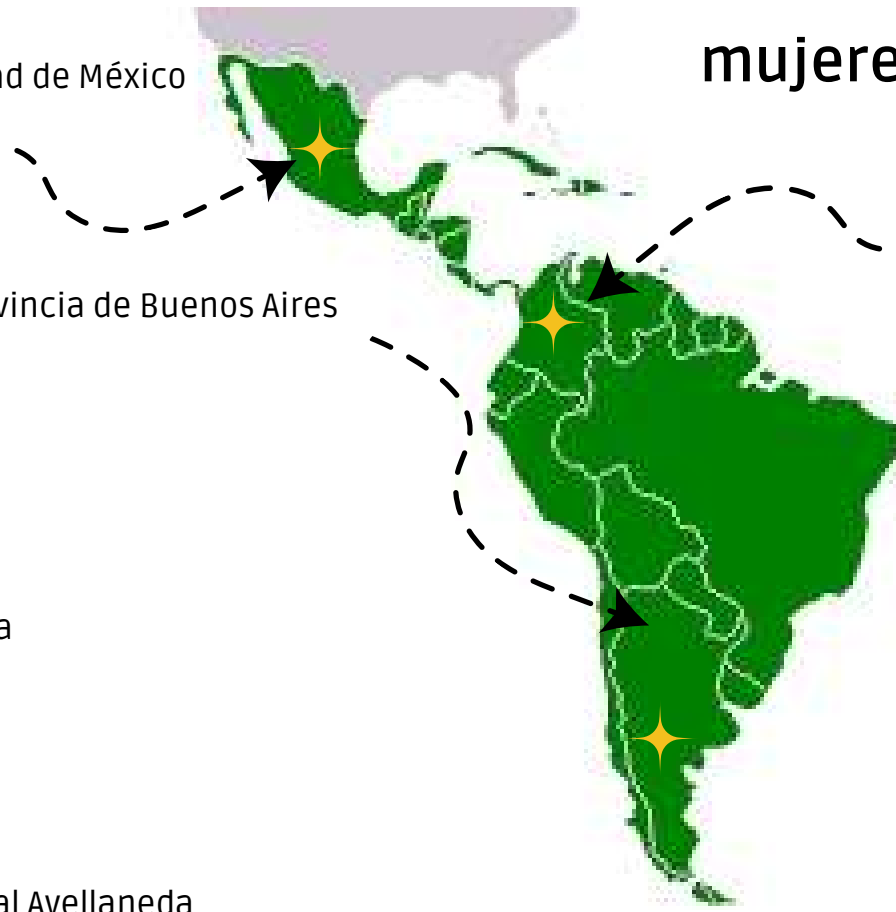 mujere
ad de México
vincia de Buenos Aires
a
al Avellaneda